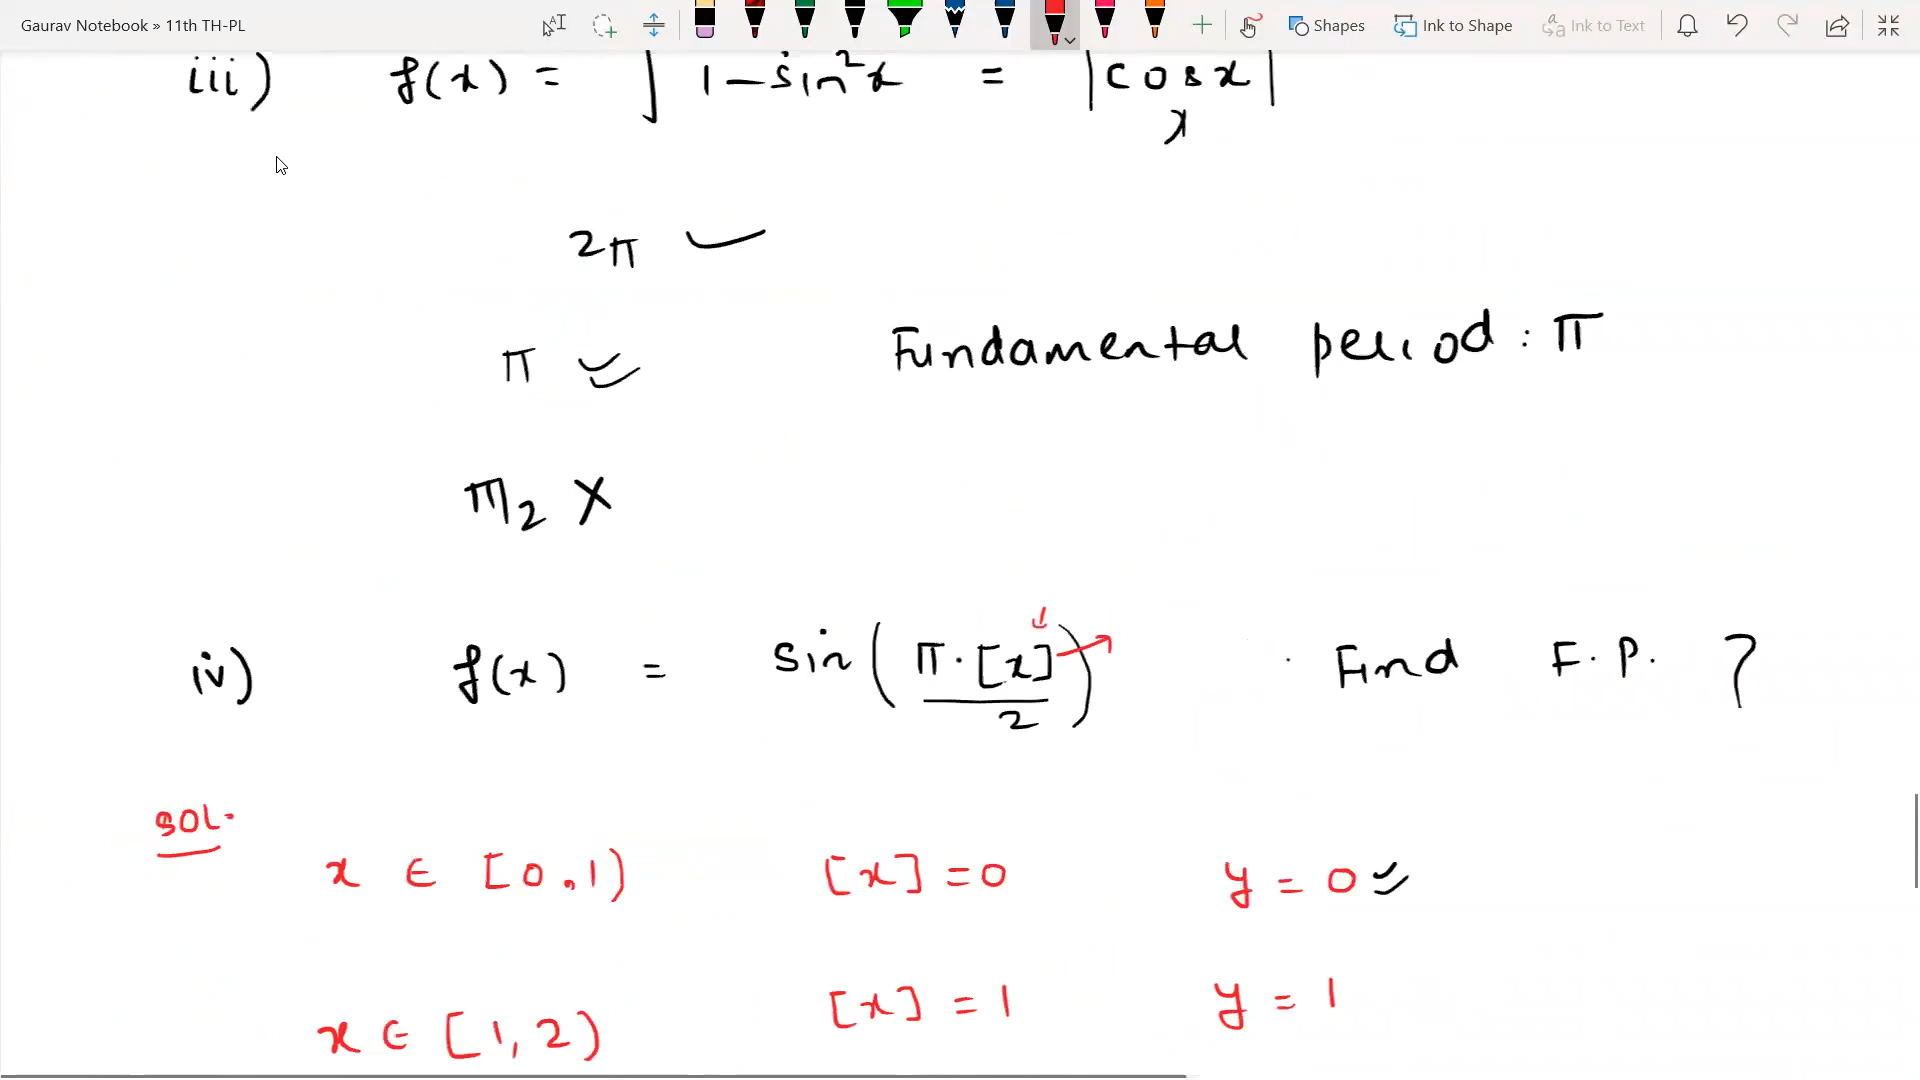 Gaurav Notebook » 11th TH-PL
Shapes Ink to Shape Ink to Text
iii) f(x) = √1-sin²x = |cosx|
x
2π ✓
π ✓
Fundamental period : π
π/2 X
iv) f(x) = sin(π·[x]/2) . Find F.P. ?
SOL.
x ∈ [0,1) [x]=0 y = 0
x ∈ [1,2) [x] = 1 y = 1